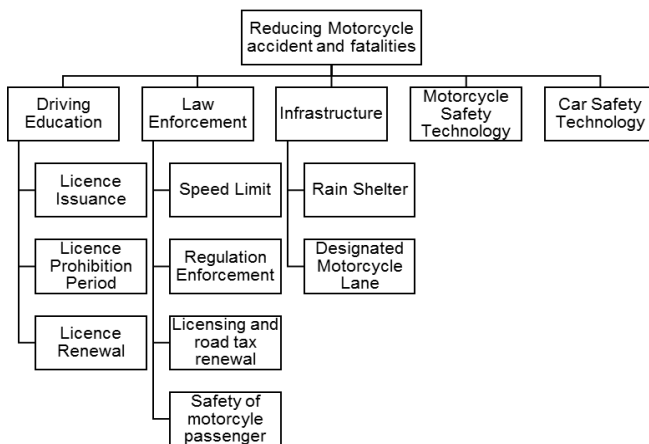 Reducing Motorcycle
accident and fatalities
Driving
Education
Law
Enforcement
Infrastructure
Motorcycle
Safety
Technology
Car Safety
Technology
Licence
Issuance
Speed Limit
Rain Shelter
Licence
Prohibition
Period
Regulation
Enforcement
Designated
Motorcycle
Lane
Licence
Renewal
Licensing and
road tax
renewal
Safety of
motorcyle
passenger